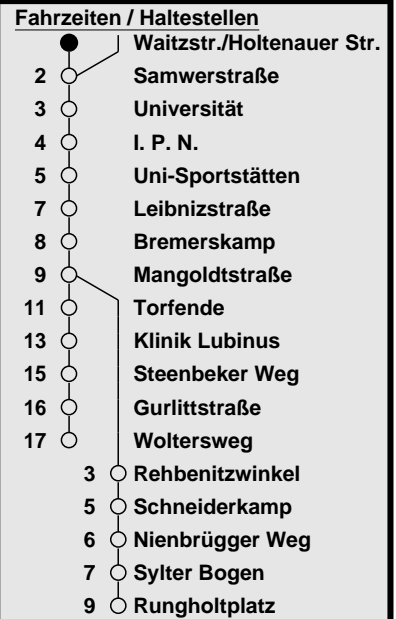 Fahrzeiten / Haltestellen
Waitzstr./Holtenauer Str.
2 Samwerstraße
3 Universität
4 I. P. N.
5 Uni-Sportstätten
7 Leibnizstraße
8 Bremerskamp
9 Mangoldtstraße
11 Torfende
13 Klinik Lubinus
15 Steenbeker Weg
16 Gurlittstraße
17 Woltersweg
3 Rehbenitzwinkel
5 Schneiderkamp
6 Nienbrügger Weg
7 Sylter Bogen
9 Rungholtplatz